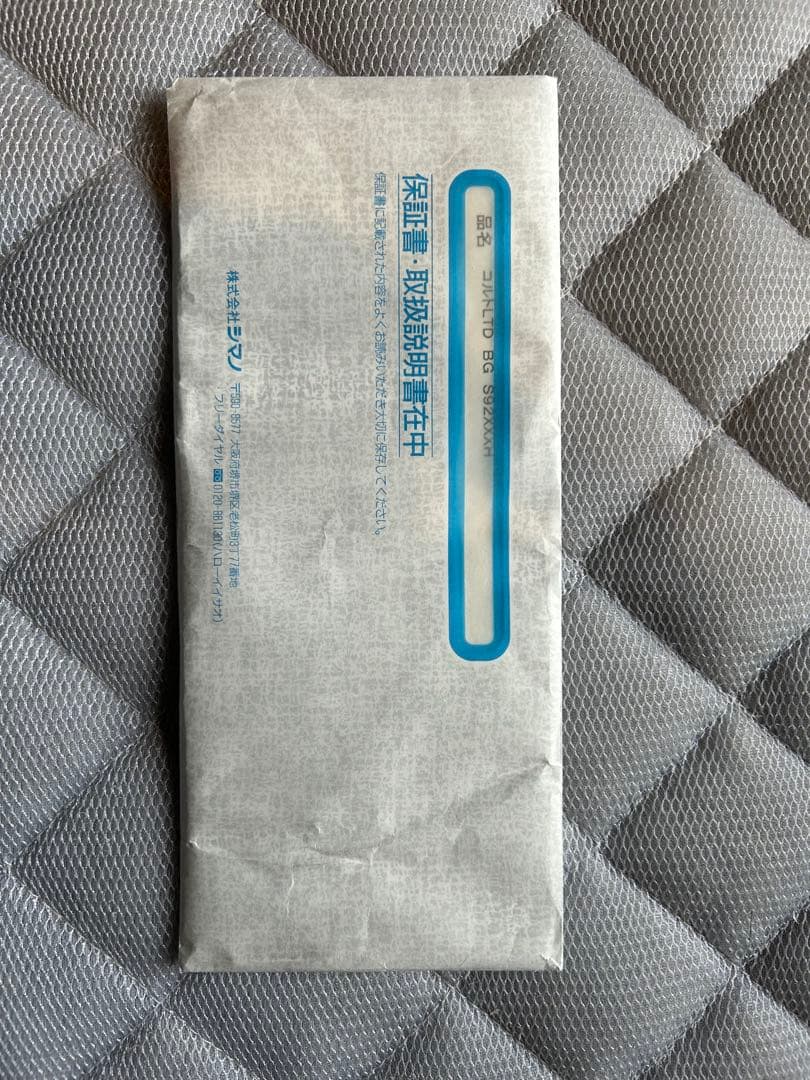 品名 コルトLTD BG S92XXXH
保証書・取扱説明書在中
保証書に記載された内容をよくお読みいただき大切に保存してください。
株式会社シマノ 〒590-8577 大阪府堺市堺区老松町3丁77番地
フリーダイヤル 0120-861130(ハローイイサオ)